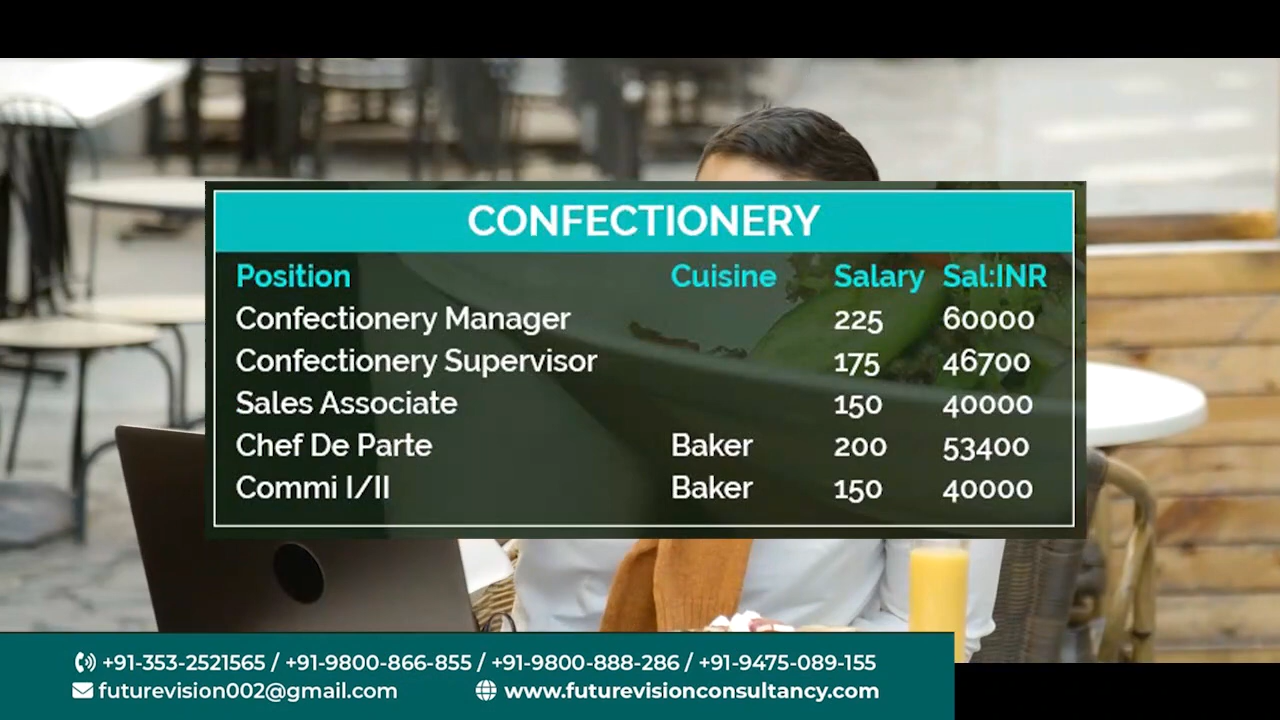 CONFECTIONERY
Position Cuisine Salary Sal:INR
Confectionery Manager 225 60000
Confectionery Supervisor 175 46700
Sales Associate 150 40000
Chef De Parte Baker 200 53400
Commi I/II Baker 150 40000
+91-353-2521565 / +91-9800-866-855 / +91-9800-888-286 / +91-9475-089-155
futurevision002@gmail.com www.futurevisionconsultancy.com